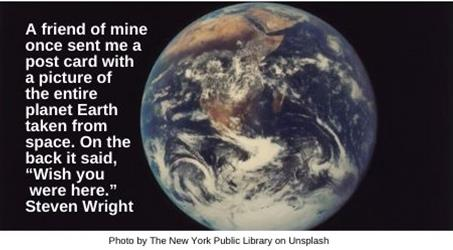 A friend of mine
once sent me a
post card with
a picture of
the entire
planet Earth
taken from
space. On the
back it said,
“Wish you
were here.”
Steven Wright
Photo by The New York Public Library on Unsplash